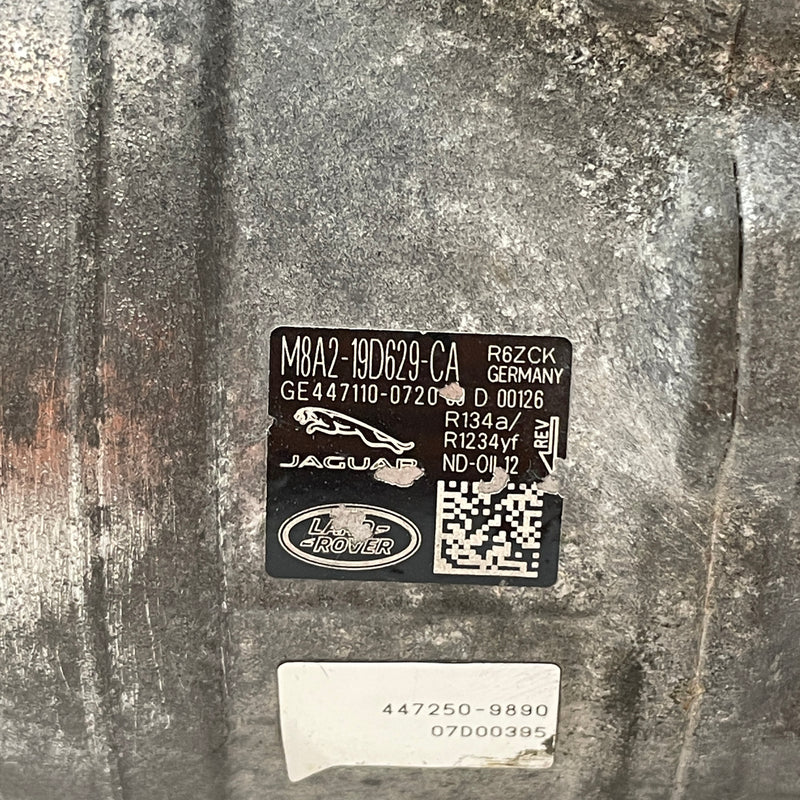 M8A2-19D629-CA
R6ZCK
GERMANY
GE447110-0720 D 00126
R134a/
R1234yf
REV
JAGUAR
ND-OIL12
LAND-
-ROVER
447250-9890
07D00395